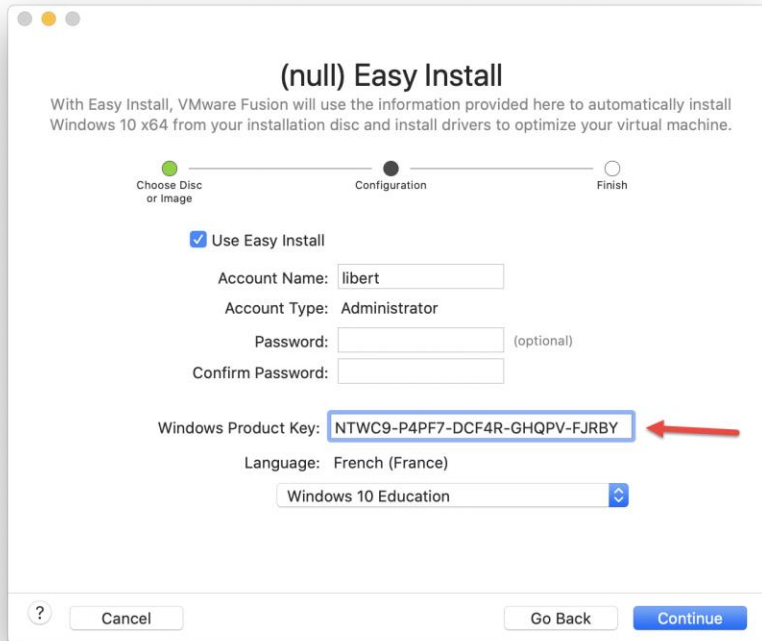 (null) Easy Install
With Easy Install, VMware Fusion will use the information provided here to automatically install
Windows 10 x64 from your installation disc and install drivers to optimize your virtual machine.
Choose Disc
or Image
Configuration
Finish
Use Easy Install
Account Name: libert
Account Type: Administrator
Password: (optional)
Confirm Password:
Windows Product Key: NTWC9-P4PF7-DCF4R-GHQPV-FJRBY
Language: French (France)
Windows 10 Education
? Cancel Go Back Continue